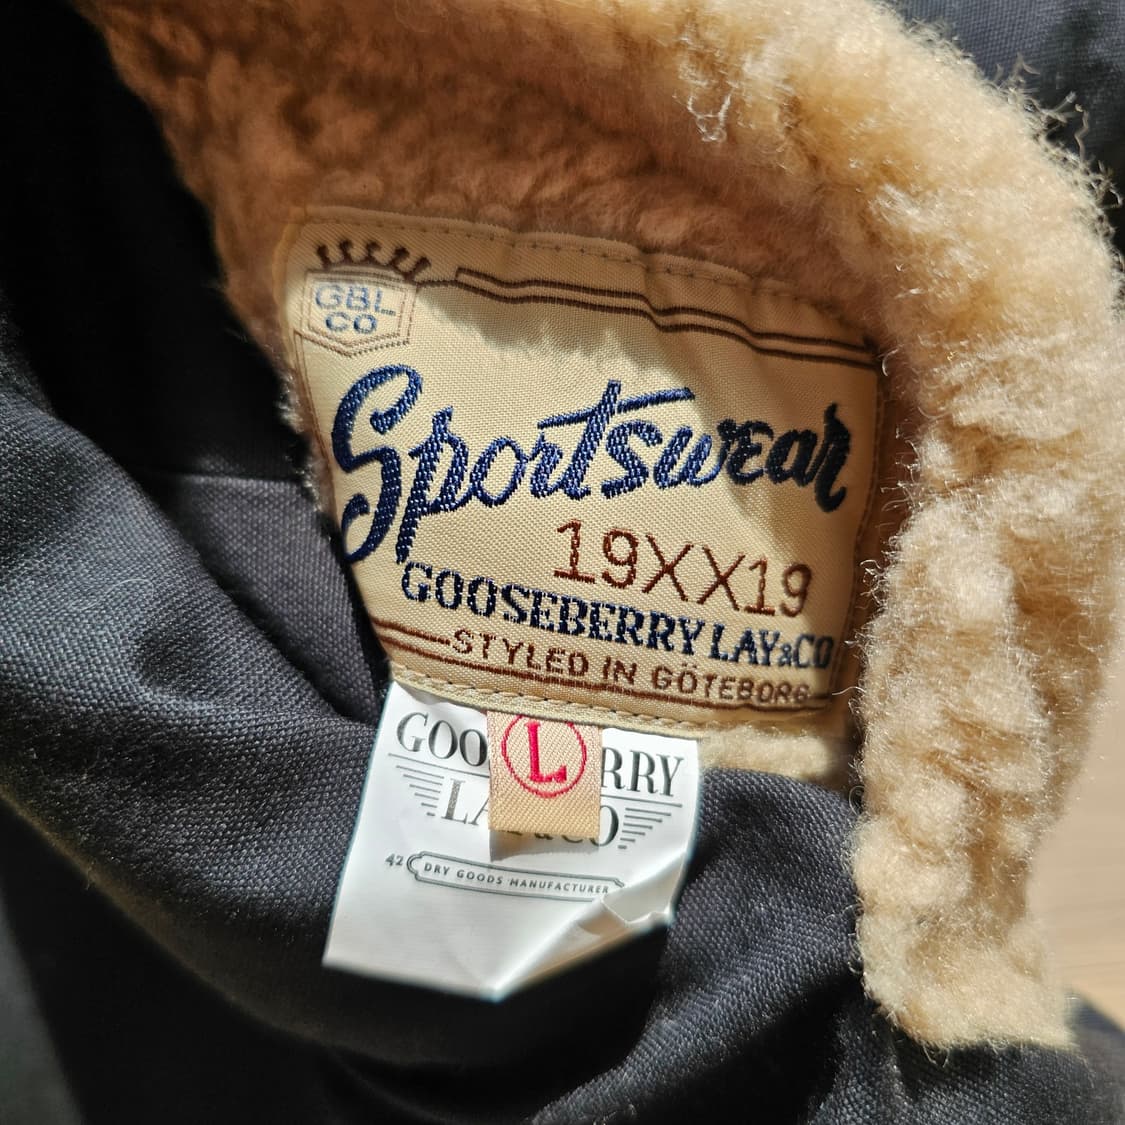 GBL
CO
Sportswear
19XX19
GOOSEBERRY LAY&CO
STYLED IN GÖTEBORG
L
42 DRY GOODS MANUFACTURER